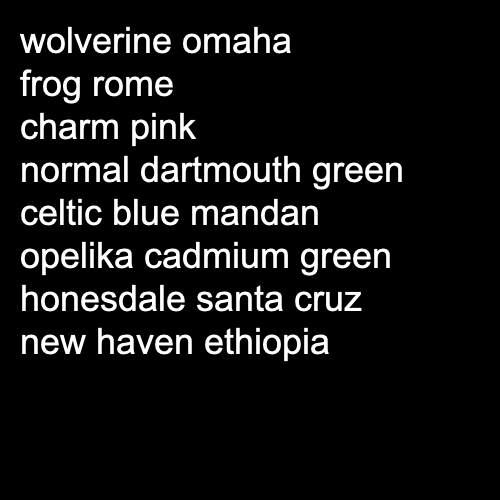 wolverine omaha
frog rome
charm pink
normal dartmouth green
celtic blue mandan
opelika cadmium green
honesdale santa cruz
new haven ethiopia